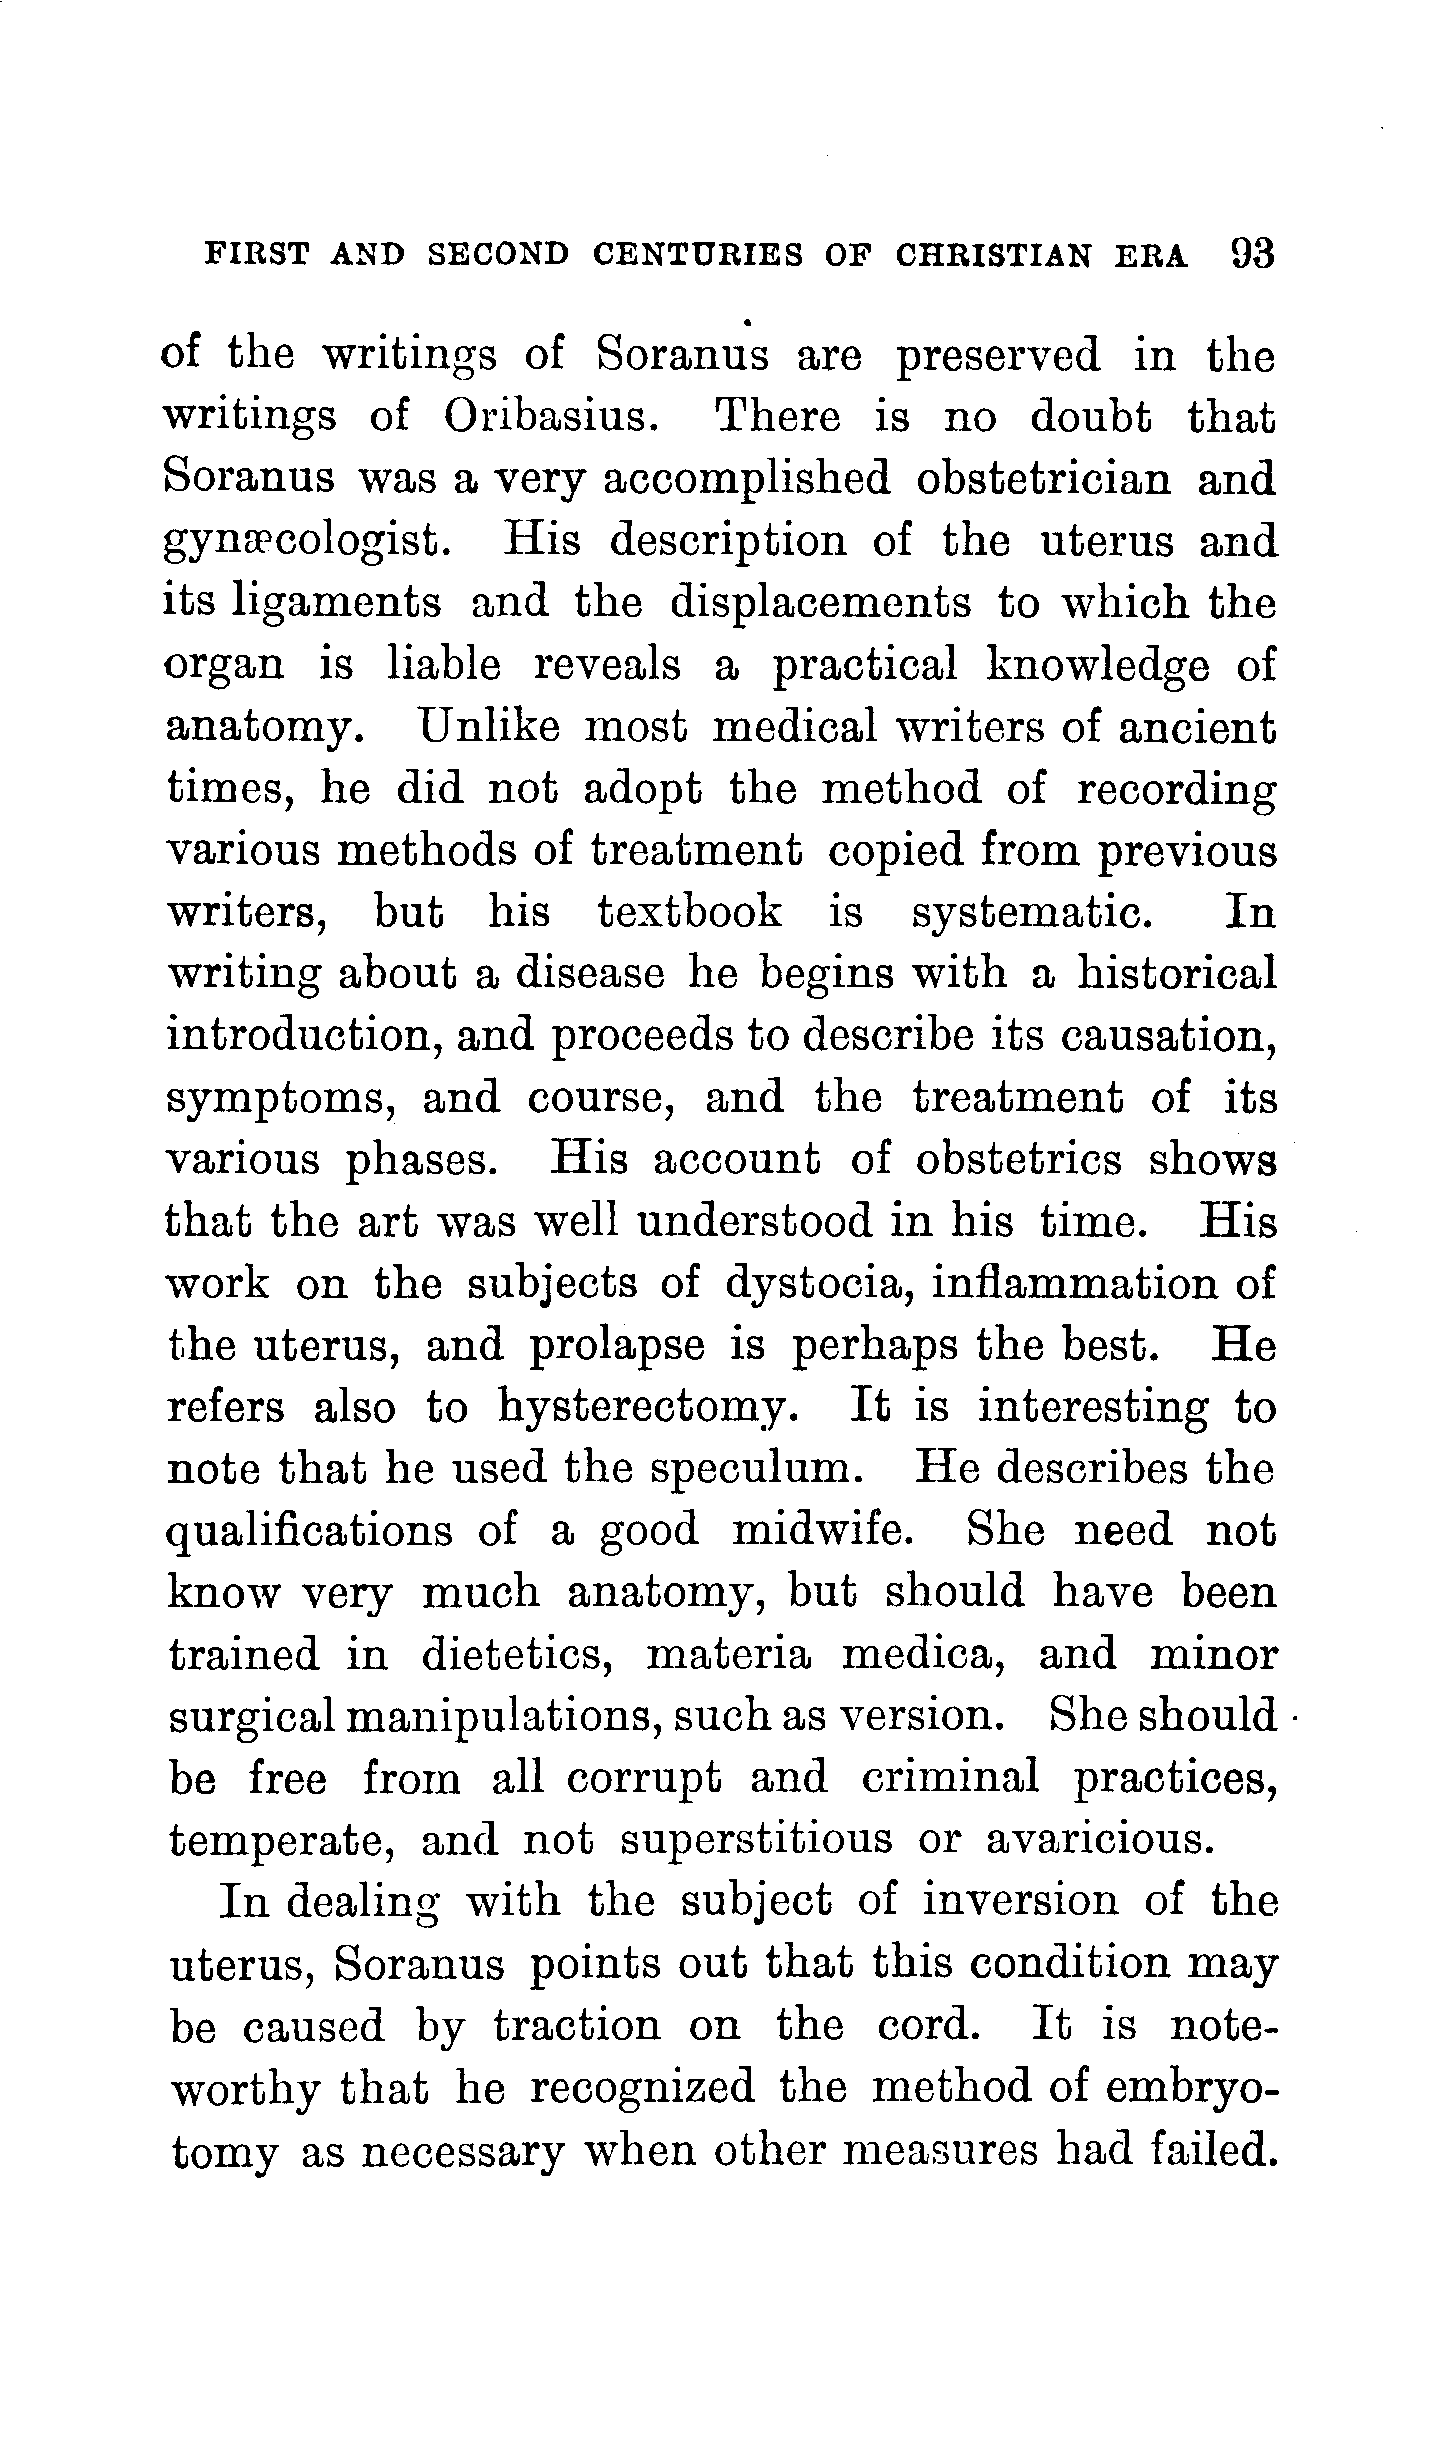 FIRST AND SECOND CENTURIES OF CHRISTIAN ERA 93
of the writings of Soranus are preserved in the
writings of Oribasius. There is no doubt that
Soranus was a very accomplished obstetrician and
gynæcologist. His description of the uterus and
its ligaments and the displacements to which the
organ is liable reveals a practical knowledge of
anatomy. Unlike most medical writers of ancient
times, he did not adopt the method of recording
various methods of treatment copied from previous
writers, but his textbook is systematic. In
writing about a disease he begins with a historical
introduction, and proceeds to describe its causation,
symptoms, and course, and the treatment of its
various phases. His account of obstetrics shows
that the art was well understood in his time. His
work on the subjects of dystocia, inflammation of
the uterus, and prolapse is perhaps the best. He
refers also to hysterectomy. It is interesting to
note that he used the speculum. He describes the
qualifications of a good midwife. She need not
know very much anatomy, but should have been
trained in dietetics, materia medica, and minor
surgical manipulations, such as version. She should
be free from all corrupt and criminal practices,
temperate, and not superstitious or avaricious.
In dealing with the subject of inversion of the
uterus, Soranus points out that this condition may
be caused by traction on the cord. It is note-
worthy that he recognized the method of embryo-
tomy as necessary when other measures had failed.